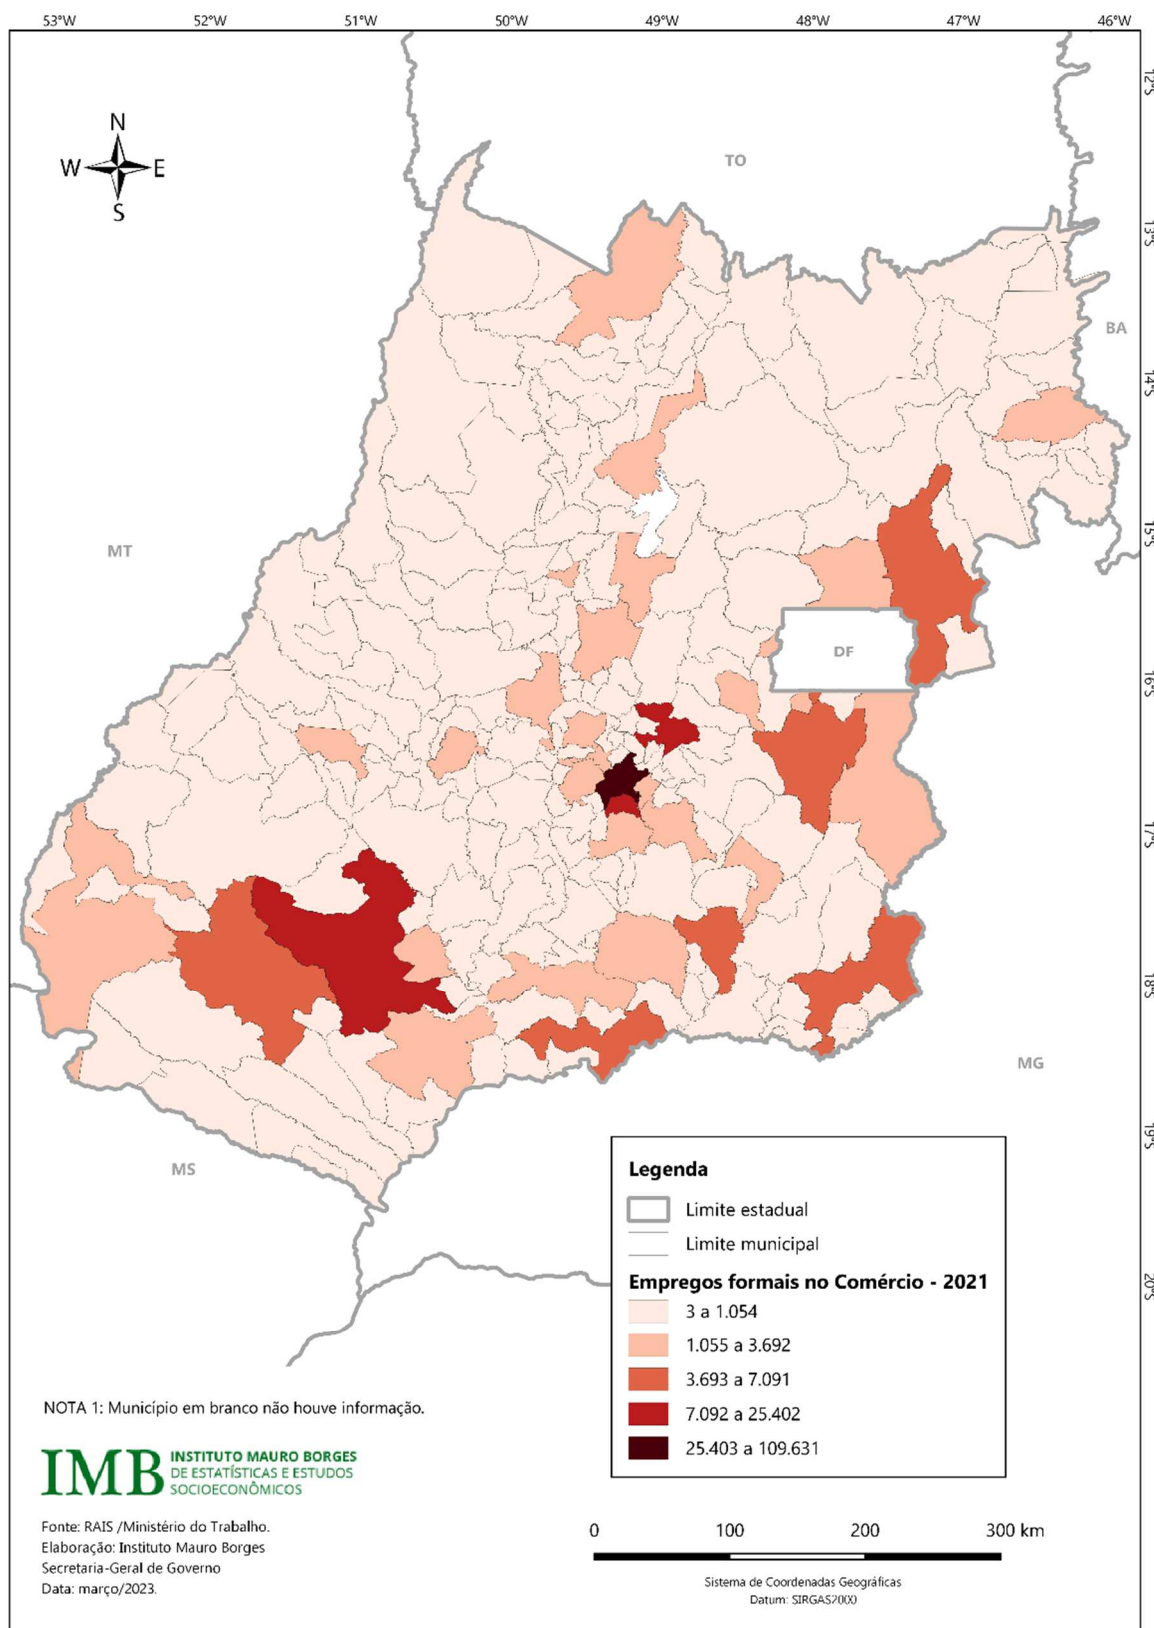 53°W 52°W 51°W 50°W 49°W 48°W 47°W 46°W
12°S
N
W E
S
TO
13°S
BA
14°S
MT
15°S
DF
16°S
17°S
18°S
MG
19°S
MS
Legenda
Limite estadual
Limite municipal
20°S
Empregos formais no Comércio - 2021
3 a 1.054
1.055 a 3.692
3.693 a 7.091
7.092 a 25.402
25.403 a 109.631
NOTA 1: Município em branco não houve informação.
IMB
INSTITUTO MAURO BORGES
DE ESTATÍSTICAS E ESTUDOS
SOCIOECONÔMICOS
Fonte: RAIS /Ministério do Trabalho.
Elaboração: Instituto Mauro Borges
Secretaria-Geral de Governo
Data: março/2023.
0 100 200 300 km
Sistema de Coordenadas Geográficas
Datum: SIRGAS2000